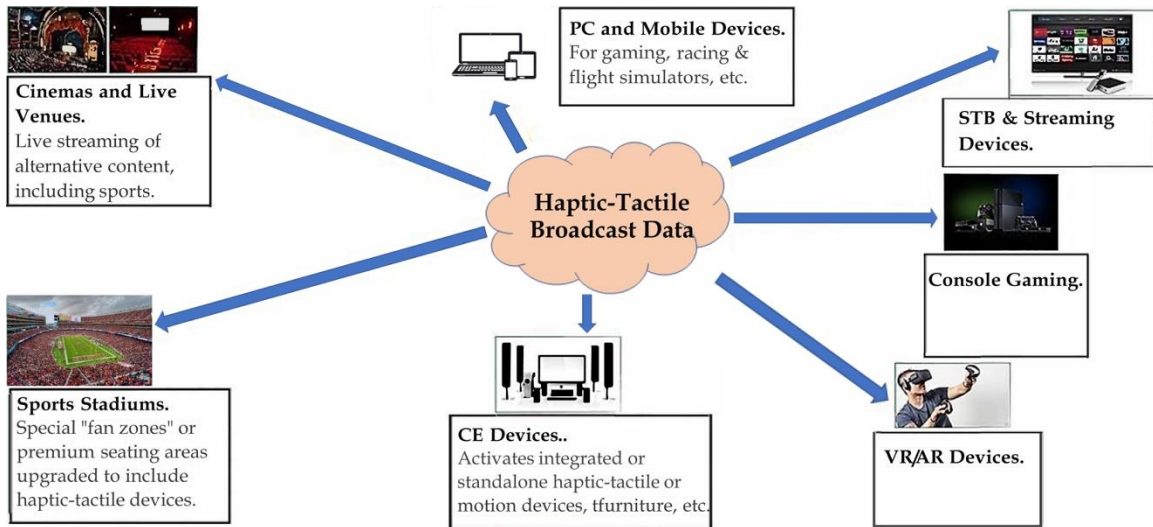 Cinemas and Live
Venues.
Live streaming of
alternative content,
including sports.
PC and Mobile Devices.
For gaming, racing &
flight simulators, etc.
STB & Streaming
Devices.
Haptic-Tactile
Broadcast Data
Console Gaming.
Sports Stadiums.
Special "fan zones" or
premium seating areas
upgraded to include
haptic-tactile devices.
CE Devices..
Activates integrated or
standalone haptic-tactile or
motion devices, tfurniture, etc.
VR/AR Devices.